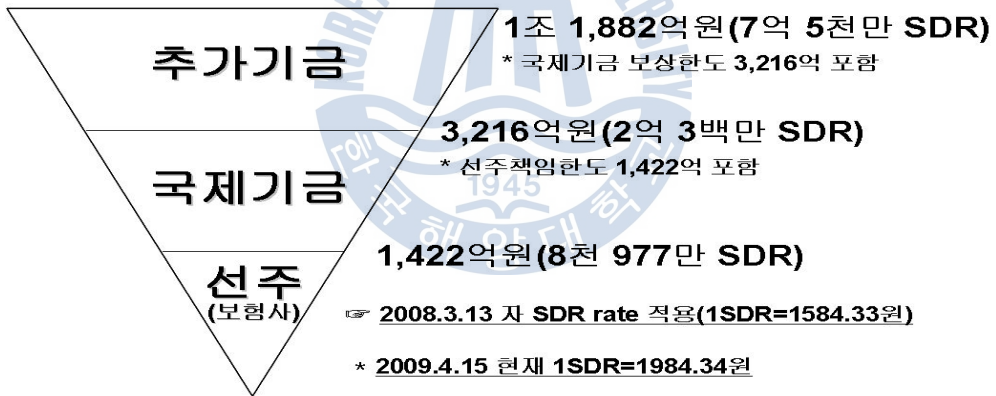 추가기금
1조 1,882억원(7억 5천만 SDR)
* 국제기금 보상한도 3,216억 포함
국제기금
3,216억원(2억 3백만 SDR)
* 선주책임한도 1,422억 포함
선주
(보험사)
1,422억원(8천 977만 SDR)
☞ 2008.3.13 자 SDR rate 적용(1SDR=1584.33원)
* 2009.4.15 현재 1SDR=1984.34원
1945